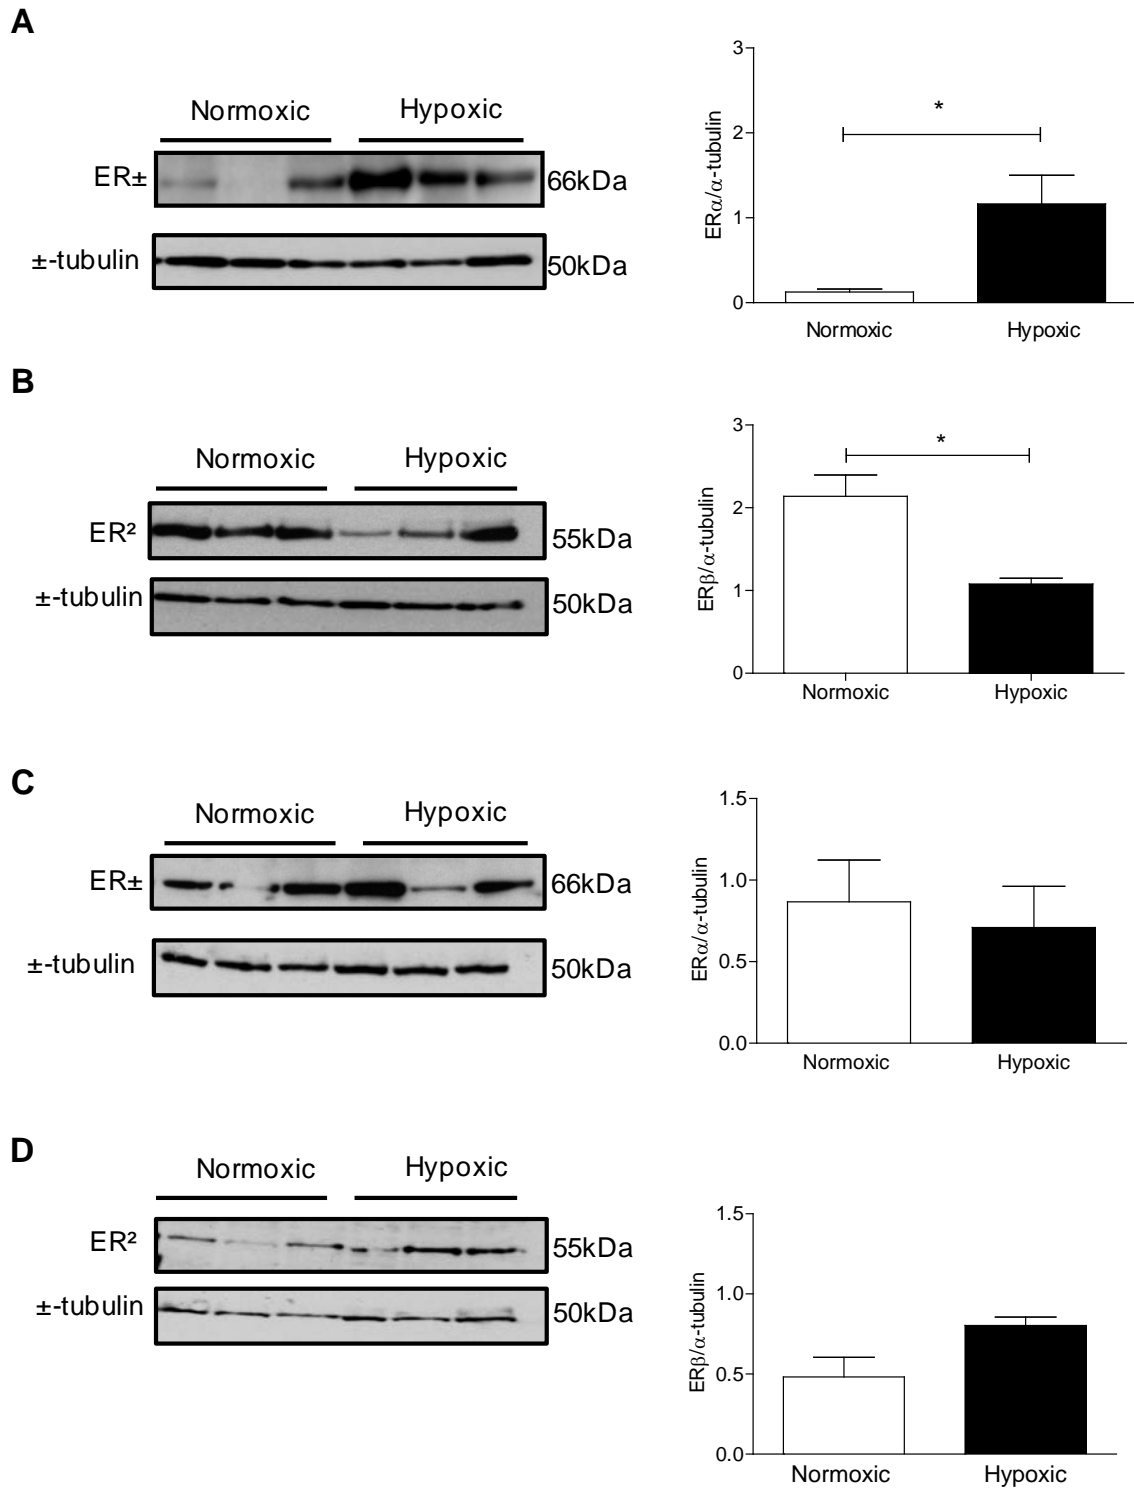 A
Normoxic
Hypoxic
ER±
66kDa
±-tubulin
50kDa
ERα/α-tubulin
3
2
1
0
*
Normoxic
Hypoxic
B
Normoxic
Hypoxic
ER²
55kDa
±-tubulin
50kDa
ERβ/α-tubulin
3
2
1
0
*
Normoxic
Hypoxic
C
Normoxic
Hypoxic
ER±
66kDa
±-tubulin
50kDa
ERα/α-tubulin
1.5
1.0
0.5
0.0
Normoxic
Hypoxic
D
Normoxic
Hypoxic
ER²
55kDa
±-tubulin
50kDa
ERβ/α-tubulin
1.5
1.0
0.5
0.0
Normoxic
Hypoxic